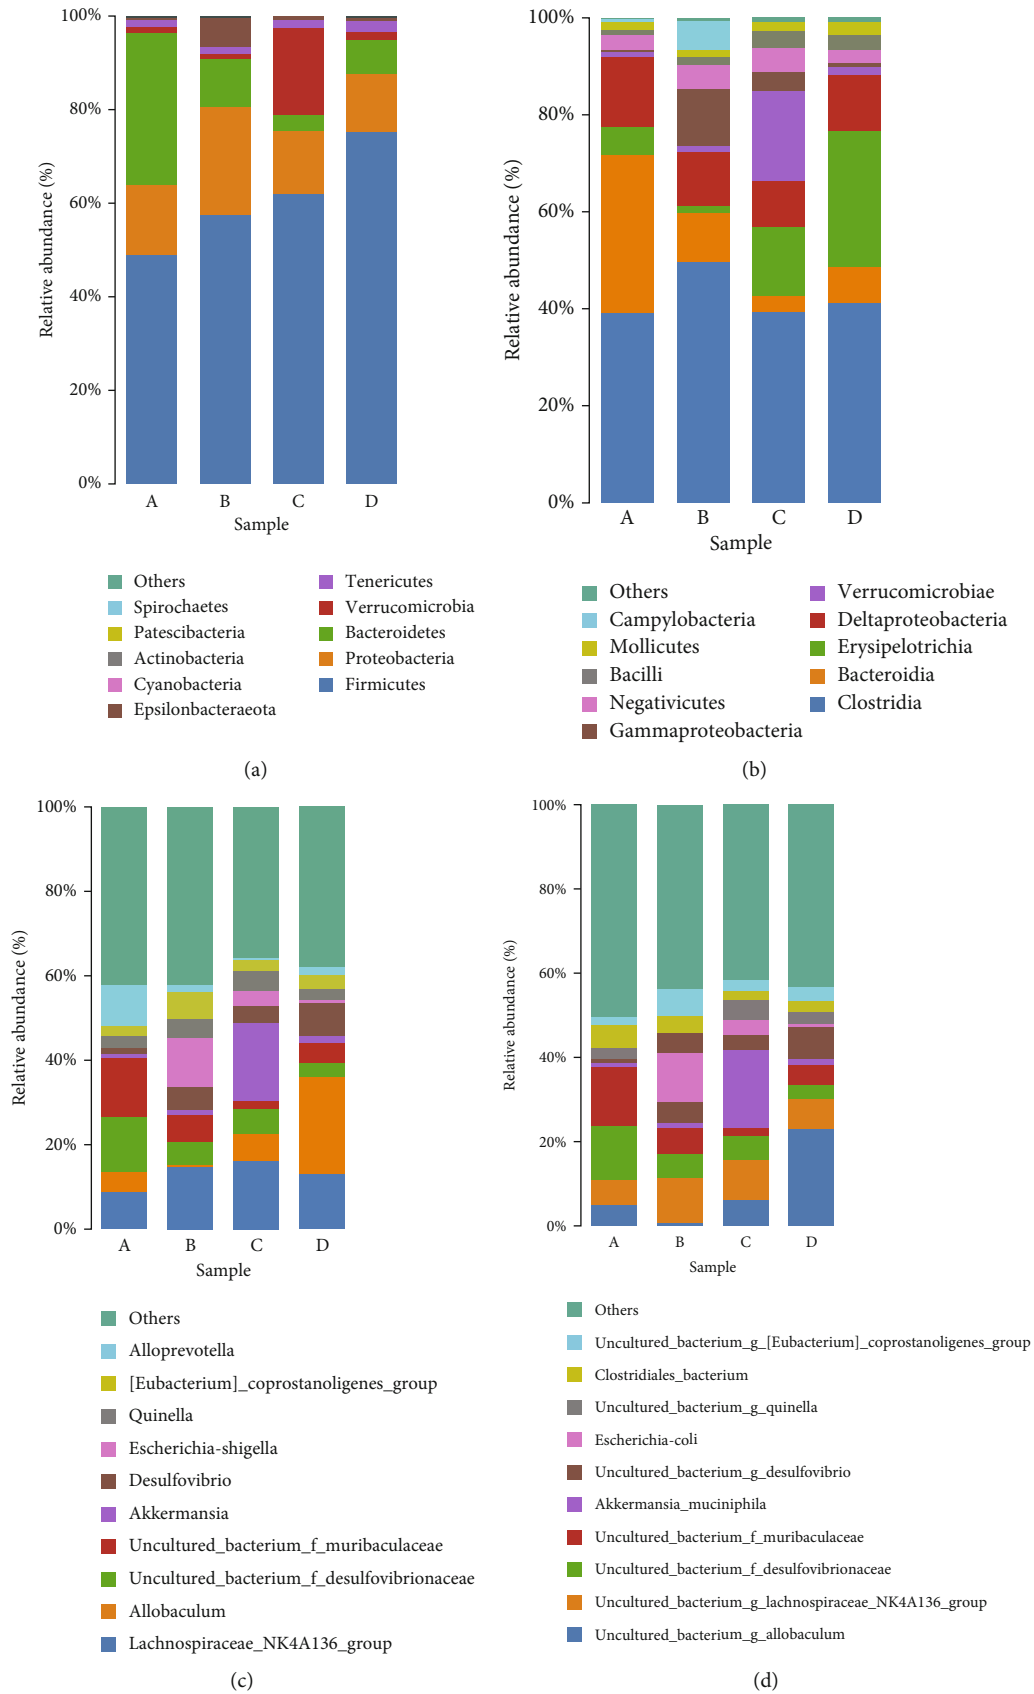 100%
80%
60%
40%
20%
0%
Relative abundance (%)
A B C D
Sample
Others
Spirochaetes
Patescibacteria
Actinobacteria
Cyanobacteria
Epsilonbacteraeota
Tenericutes
Verrucomicrobia
Bacteroidetes
Proteobacteria
Firmicutes
(a)
100%
80%
60%
40%
20%
0%
Relative abundance (%)
A B C D
Sample
Others
Campylobacteria
Mollicutes
Bacilli
Negativicutes
Gammaproteobacteria
Verrucomicrobiae
Deltaproteobacteria
Erysipelotrichia
Bacteroidia
Clostridia
(b)
100%
80%
60%
40%
20%
0%
Relative abundance (%)
A B C D
Sample
Others
Alloprevotella
[Eubacterium]_coprostanoligenes_group
Quinella
Escherichia-shigella
Desulfovibrio
Akkermansia
Uncultured_bacterium_f_muribaculaceae
Uncultured_bacterium_f_desulfovibrionaceae
Allobaculum
Lachnospiraceae_NK4A136_group
(c)
100%
80%
60%
40%
20%
0%
Relative abundance (%)
A B C D
Sample
Others
Uncultured_bacterium_g_[Eubacterium]_coprostanoligenes_group
Clostridiales_bacterium
Uncultured_bacterium_g_quinella
Escherichia-coli
Uncultured_bacterium_g_desulfovibrio
Akkermansia_muciniphila
Uncultured_bacterium_f_muribaculaceae
Uncultured_bacterium_f_desulfovibrionaceae
Uncultured_bacterium_g_lachnospiraceae_NK4A136_group
Uncultured_bacterium_g_allobaculum
(d)